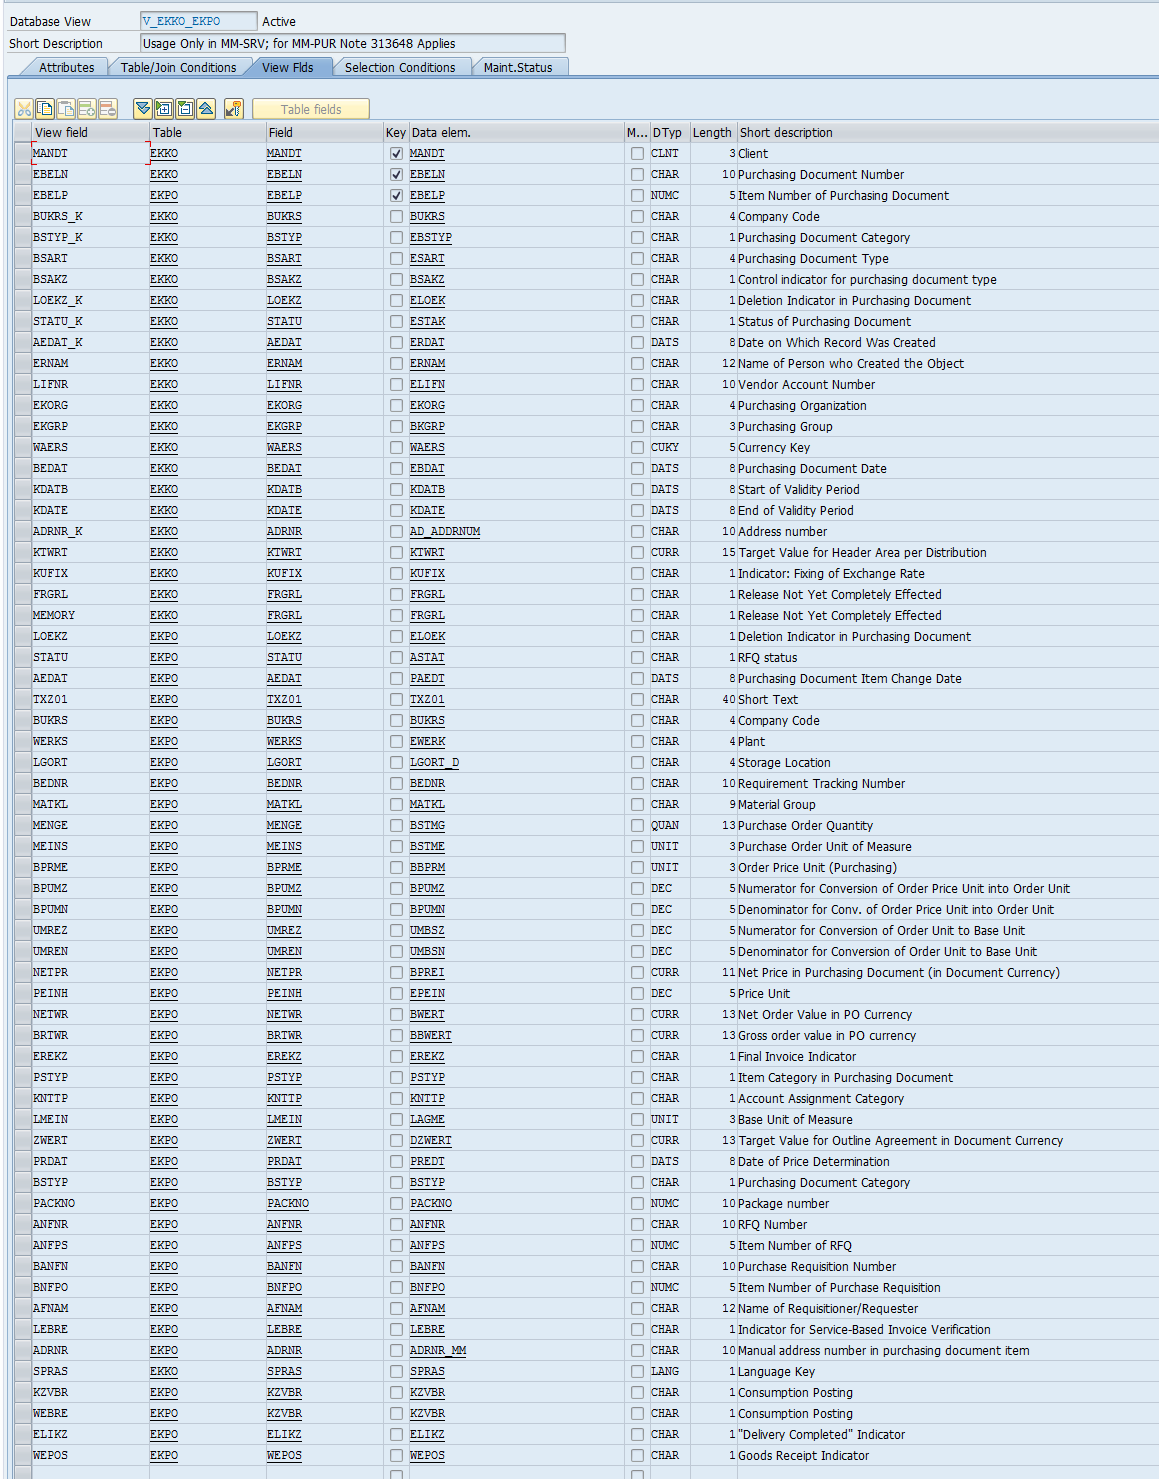 Database View V_EKKO_EKPO Active
Short Description Usage Only in MM-SRV; for MM-PUR Note 313648 Applies
Attributes Table/Join Conditions View Flds Selection Conditions Maint.Status
Table fields
View field Table Field Key Data elem. M... DTyp Length Short description
MANDT EKKO MANDT MANDT CLNT 3 Client
EBELN EKKO EBELN EBELN CHAR 10 Purchasing Document Number
EBELP EKPO EBELP EBELP NUMC 5 Item Number of Purchasing Document
BUKRS_K EKKO BUKRS BUKRS CHAR 4 Company Code
BSTYP_K EKKO BSTYP EBSTYP CHAR 1 Purchasing Document Category
BSART EKKO BSART ESART CHAR 4 Purchasing Document Type
BSAKZ EKKO BSAKZ BSAKZ CHAR 1 Control indicator for purchasing document type
LOEKZ_K EKKO LOEKZ ELOEK CHAR 1 Deletion Indicator in Purchasing Document
STATU_K EKKO STATU ESTAK CHAR 1 Status of Purchasing Document
AEDAT_K EKKO AEDAT ERDAT DATS 8 Date on Which Record Was Created
ERNAM EKKO ERNAM ERNAM CHAR 12 Name of Person who Created the Object
LIFNR EKKO LIFNR ELIFN CHAR 10 Vendor Account Number
EKORG EKKO EKORG EKORG CHAR 4 Purchasing Organization
EKGRP EKKO EKGRP BKGRP CHAR 3 Purchasing Group
WAERS EKKO WAERS WAERS CUKY 5 Currency Key
BEDAT EKKO BEDAT EBDAT DATS 8 Purchasing Document Date
KDATB EKKO KDATB KDATB DATS 8 Start of Validity Period
KDATE EKKO KDATE KDATE DATS 8 End of Validity Period
ADRNR_K EKKO ADRNR AD_ADDRNUM CHAR 10 Address number
KTWRT EKKO KTWRT KTWRT CURR 15 Target Value for Header Area per Distribution
KUFIX EKKO KUFIX KUFIX CHAR 1 Indicator: Fixing of Exchange Rate
FRGRL EKKO FRGRL FRGRL CHAR 1 Release Not Yet Completely Effected
MEMORY EKKO FRGRL FRGRL CHAR 1 Release Not Yet Completely Effected
LOEKZ EKPO LOEKZ ELOEK CHAR 1 Deletion Indicator in Purchasing Document
STATU EKPO STATU ASTAT CHAR 1 RFQ status
AEDAT EKPO AEDAT PAEDT DATS 8 Purchasing Document Item Change Date
TXZ01 EKPO TXZ01 TXZ01 CHAR 40 Short Text
BUKRS EKPO BUKRS BUKRS CHAR 4 Company Code
WERKS EKPO WERKS EWERK CHAR 4 Plant
LGORT EKPO LGORT LGORT_D CHAR 4 Storage Location
BEDNR EKPO BEDNR BEDNR CHAR 10 Requirement Tracking Number
MATKL EKPO MATKL MATKL CHAR 9 Material Group
MENGE EKPO MENGE BSTMG QUAN 13 Purchase Order Quantity
MEINS EKPO MEINS BSTME UNIT 3 Purchase Order Unit of Measure
BPRME EKPO BPRME BBPRM UNIT 3 Order Price Unit (Purchasing)
BPUMZ EKPO BPUMZ BPUMZ DEC 5 Numerator for Conversion of Order Price Unit into Order Unit
BPUMN EKPO BPUMN BPUMN DEC 5 Denominator for Conv. of Order Price Unit into Order Unit
UMREZ EKPO UMREZ UMBSZ DEC 5 Numerator for Conversion of Order Unit to Base Unit
UMREN EKPO UMREN UMBSN DEC 5 Denominator for Conversion of Order Unit to Base Unit
NETPR EKPO NETPR BPREI CURR 11 Net Price in Purchasing Document (in Document Currency)
PEINH EKPO PEINH EPEIN DEC 5 Price Unit
NETWR EKPO NETWR BWERT CURR 13 Net Order Value in PO Currency
BRTWR EKPO BRTWR BBWERT CURR 13 Gross order value in PO currency
EREKZ EKPO EREKZ EREKZ CHAR 1 Final Invoice Indicator
PSTYP EKPO PSTYP PSTYP CHAR 1 Item Category in Purchasing Document
KNTTP EKPO KNTTP KNTTP CHAR 1 Account Assignment Category
LMEIN EKPO LMEIN LAGME UNIT 3 Base Unit of Measure
ZWERT EKPO ZWERT DZWERT CURR 13 Target Value for Outline Agreement in Document Currency
PRDAT EKPO PRDAT PREDT DATS 8 Date of Price Determination
BSTYP EKPO BSTYP BSTYP CHAR 1 Purchasing Document Category
PACKNO EKPO PACKNO PACKNO NUMC 10 Package number
ANFNR EKPO ANFNR ANFNR CHAR 10 RFQ Number
ANFPS EKPO ANFPS ANFPS NUMC 5 Item Number of RFQ
BANFN EKPO BANFN BANFN CHAR 10 Purchase Requisition Number
BNFPO EKPO BNFPO BNFPO NUMC 5 Item Number of Purchase Requisition
AFNAM EKPO AFNAM AFNAM CHAR 12 Name of Requisitioner/Requester
LEBRE EKPO LEBRE LEBRE CHAR 1 Indicator for Service-Based Invoice Verification
ADRNR EKPO ADRNR ADRNR_MM CHAR 10 Manual address number in purchasing document item
SPRAS EKKO SPRAS SPRAS LANG 1 Language Key
KZVBR EKPO KZVBR KZVBR CHAR 1 Consumption Posting
WEBRE EKPO KZVBR KZVBR CHAR 1 Consumption Posting
ELIKZ EKPO ELIKZ ELIKZ CHAR 1 "Delivery Completed" Indicator
WEPOS EKPO WEPOS WEPOS CHAR 1 Goods Receipt Indicator